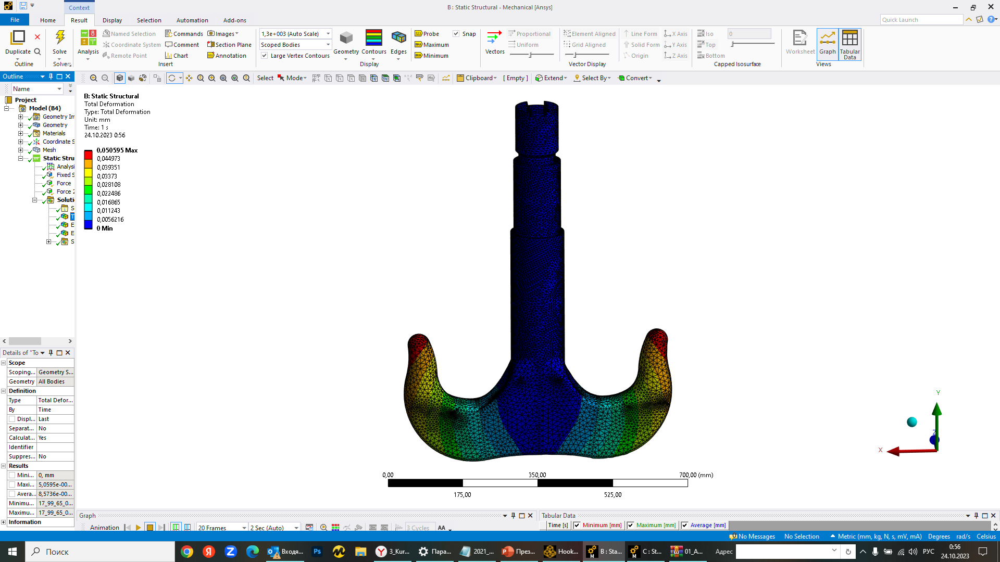 Context
B : Static Structural - Mechanical [Ansys]
File
Home
Result
Display
Selection
Automation
Add-ons
Quick Launch
Duplicate
Outline
Solve
Solver
Analysis
Named Selection
Coordinate System
Remote Point
Commands
Comment
Chart
Images
Section Plane
Annotation
Insert
1,3e+003 (Auto Scale)
Scoped Bodies
Large Vertex Contours
Geometry
Contours
Edges
Display
Probe
Maximum
Minimum
Snap
Vectors
Proportional
Uniform
Element Aligned
Grid Aligned
Line Form
Solid Form
Origin
X Axis
Y Axis
Z Axis
Vector Display
Iso
Top
Bottom
0
Capped Isosurface
Worksheet
Graph
Tabular Data
Views
Outline
Select
Mode
Clipboard
[ Empty ]
Extend
Select By
Convert
Name
Project
Model (B4)
Geometry Im
Geometry
Materials
Coordinate S
Mesh
Static Stru
Analysi
Fixed S
Force
Force 2
Soluti
S
T
E
E
S
B: Static Structural
Total Deformation
Type: Total Deformation
Unit: mm
Time: 1 s
24.10.2023 0:56
0,050595 Max
0,044973
0,039351
0,03373
0,028108
0,022486
0,016865
0,011243
0,0056216
0 Min
Y
Z
X
0,00
350,00
700,00 (mm)
175,00
525,00
Details of "To
Scope
Scoping... Geometry S...
Geometry All Bodies
Definition
Type Total Defor...
By Time
Displ... Last
Separat... No
Calculat... Yes
Identifier
Suppres... No
Results
Mini... 0, mm
Maxi... 5,0595e-00...
Avera... 8,5736e-00...
Minimu... 17_99_65_0...
Maximu... 17_99_65_0...
Information
Graph
Animation
20 Frames
2 Sec (Auto)
3 Cycles
AA
Tabular Data
Time [s]
Minimum [mm]
Maximum [mm]
Average [mm]
No Messages
No Selection
Metric (mm, kg, N, s, mV, mA)
Degrees
rad/s
Celsius
Поиск
Входя...
3_Kur...
Пара...
2021_...
През...
Hook...
B : Sta...
C : St...
01_A...
Адрес
РУС
0:56
24.10.2023